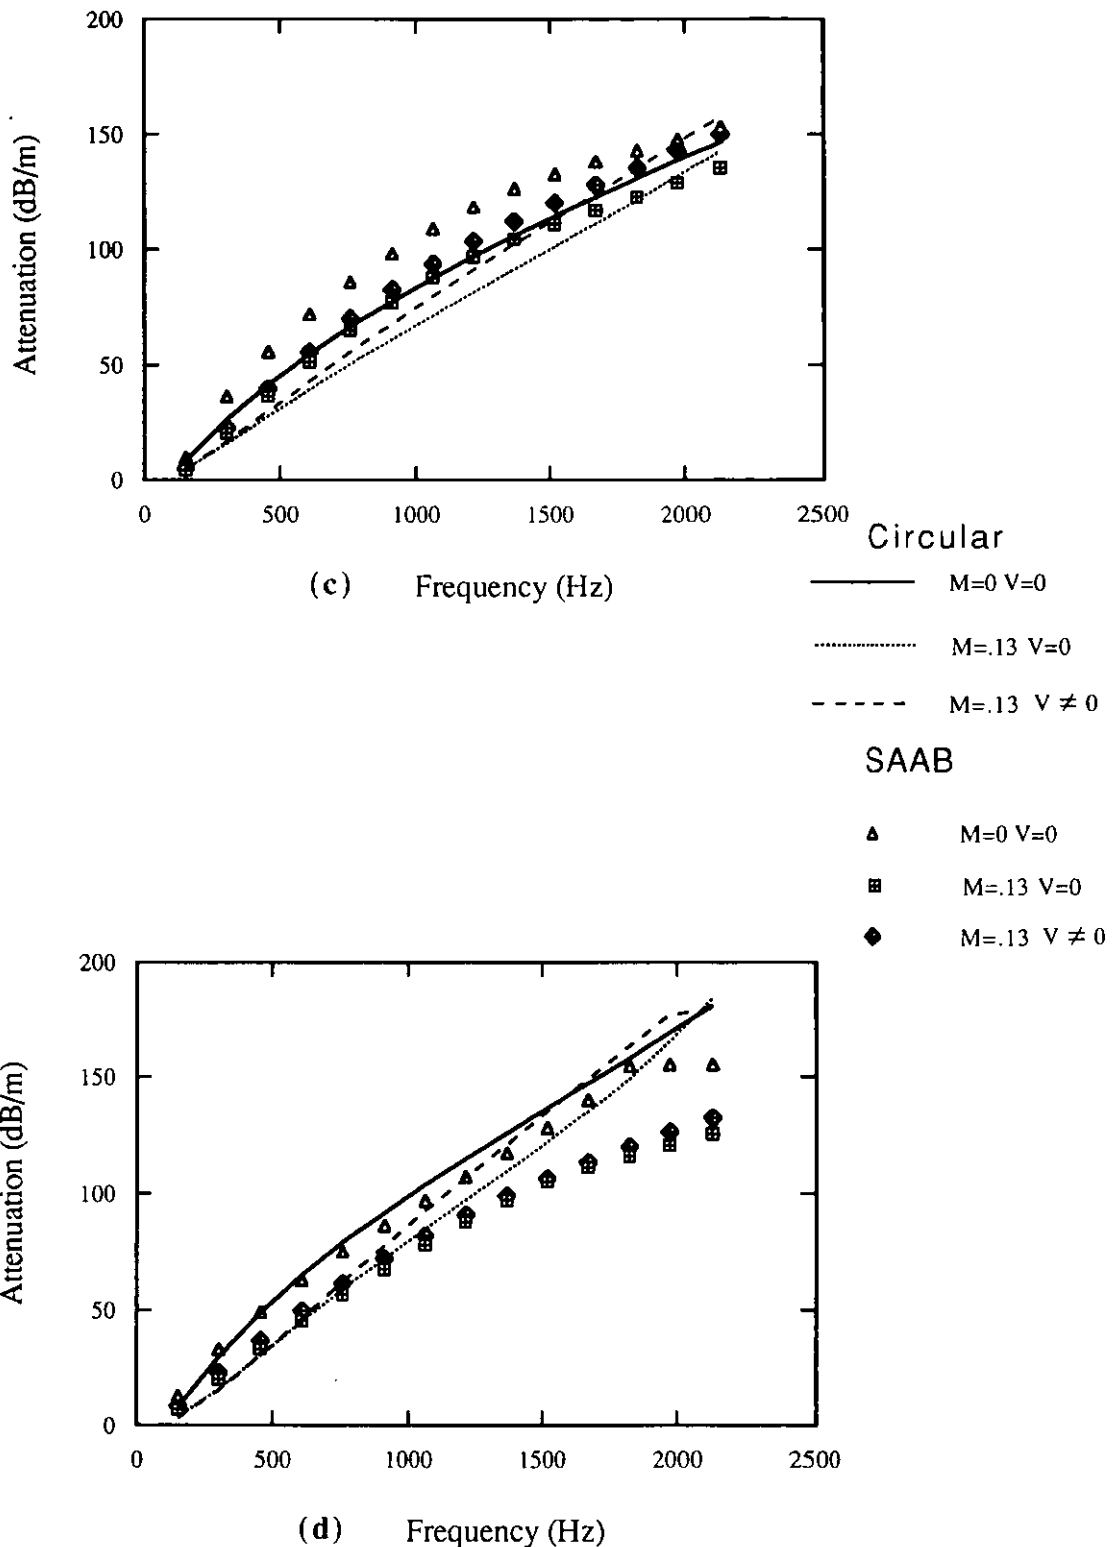 200
150
100
50
0
Attenuation (dB/m)
0 500 1000 1500 2000 2500
(c) Frequency (Hz)
Circular
M=0 V=0
M=.13 V=0
M=.13 V ≠ 0
SAAB
M=0 V=0
M=.13 V=0
M=.13 V ≠ 0
200
150
100
50
0
Attenuation (dB/m)
0 500 1000 1500 2000 2500
(d) Frequency (Hz)